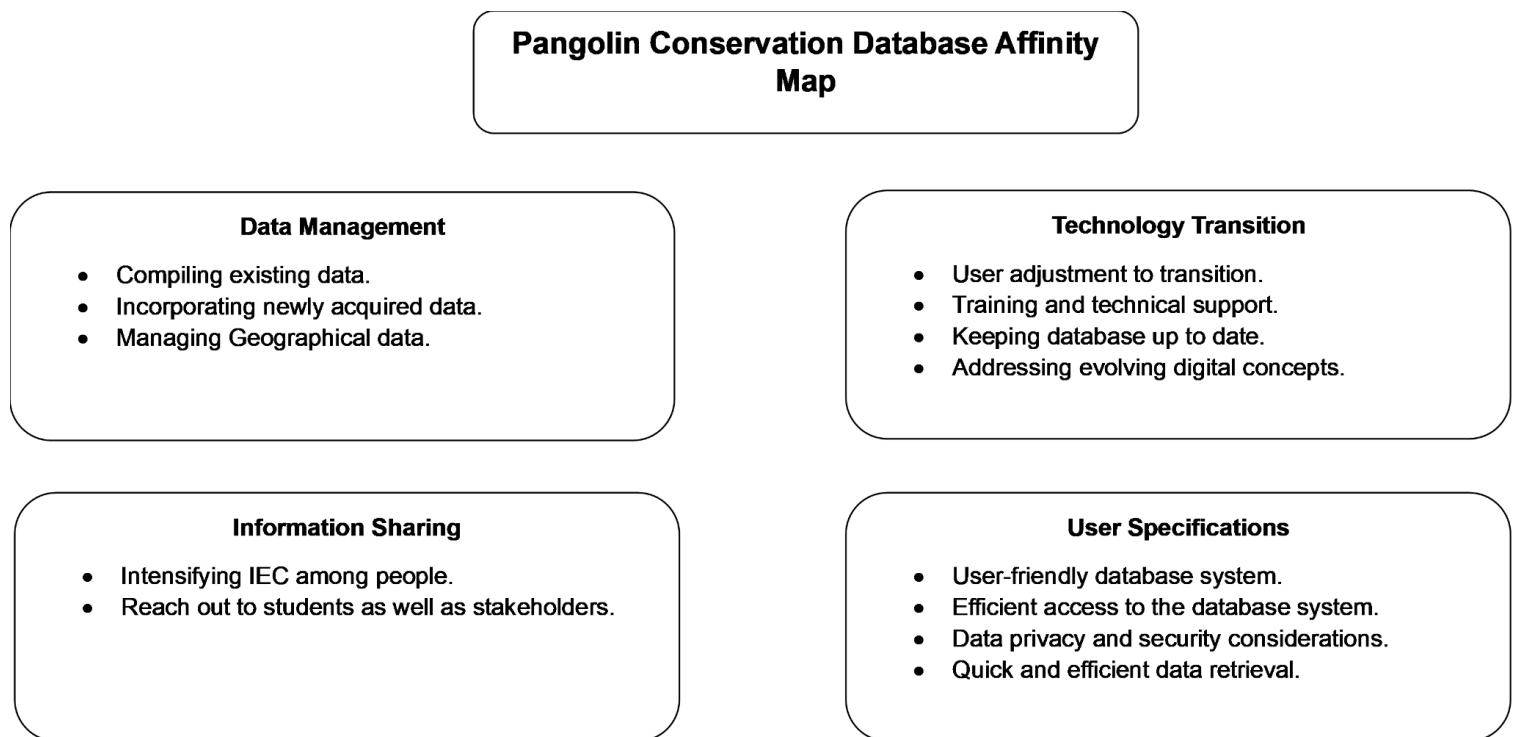 Pangolin Conservation Database Affinity
Map
Data Management
• Compiling existing data.
• Incorporating newly acquired data.
• Managing Geographical data.
Technology Transition
• User adjustment to transition.
• Training and technical support.
• Keeping database up to date.
• Addressing evolving digital concepts.
Information Sharing
• Intensifying IEC among people.
• Reach out to students as well as stakeholders.
User Specifications
• User-friendly database system.
• Efficient access to the database system.
• Data privacy and security considerations.
• Quick and efficient data retrieval.